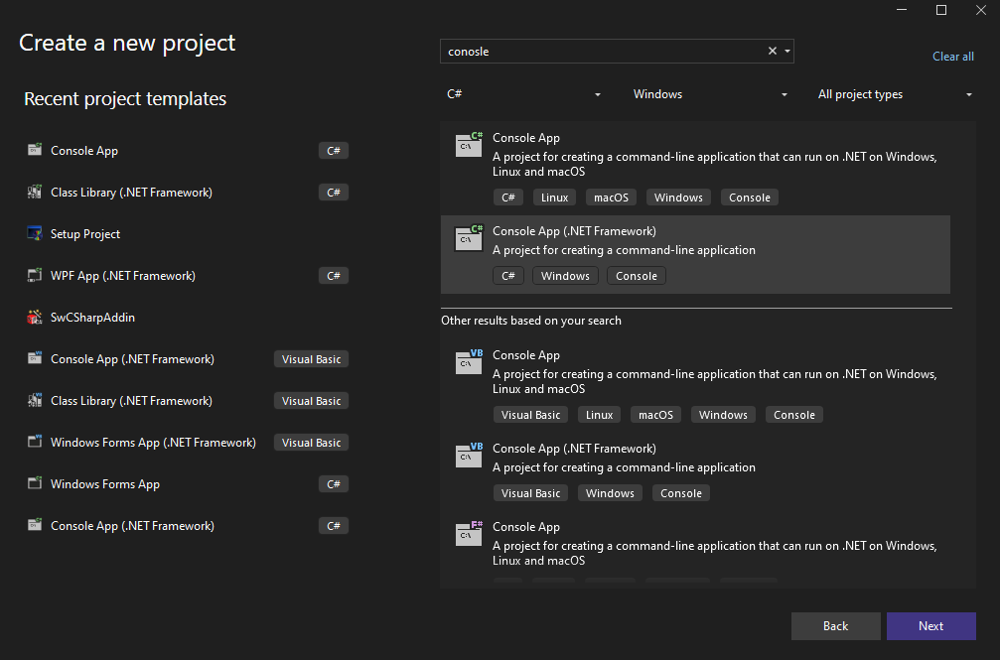 Create a new project
Recent project templates
Console App C#
Class Library (.NET Framework) C#
Setup Project
WPF App (.NET Framework) C#
SwCSharpAddin
Console App (.NET Framework) Visual Basic
Class Library (.NET Framework) Visual Basic
Windows Forms App (.NET Framework) Visual Basic
Windows Forms App C#
Console App (.NET Framework) C#
conosle
Clear all
C# Windows All project types
C#
C:\
Console App
A project for creating a command-line application that can run on .NET on Windows,
Linux and macOS
C# Linux macOS Windows Console
C#
C:\
Console App (.NET Framework)
A project for creating a command-line application
C# Windows Console
Other results based on your search
VB
C:\
Console App
A project for creating a command-line application that can run on .NET on Windows,
Linux and macOS
Visual Basic Linux macOS Windows Console
VB
C:\
Console App (.NET Framework)
A project for creating a command-line application
Visual Basic Windows Console
F#
C:\
Console App
A project for creating a command-line application that can run on .NET on Windows,
Linux and macOS
Back Next